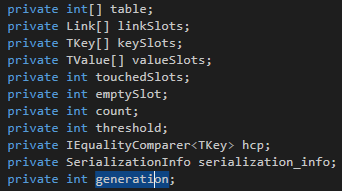 private int[] table;
private Link[] linkSlots;
private TKey[] keySlots;
private TValue[] valueSlots;
private int touchedSlots;
private int emptySlot;
private int count;
private int threshold;
private IEqualityComparer<TKey> hcp;
private SerializationInfo serialization_info;
private int generation;